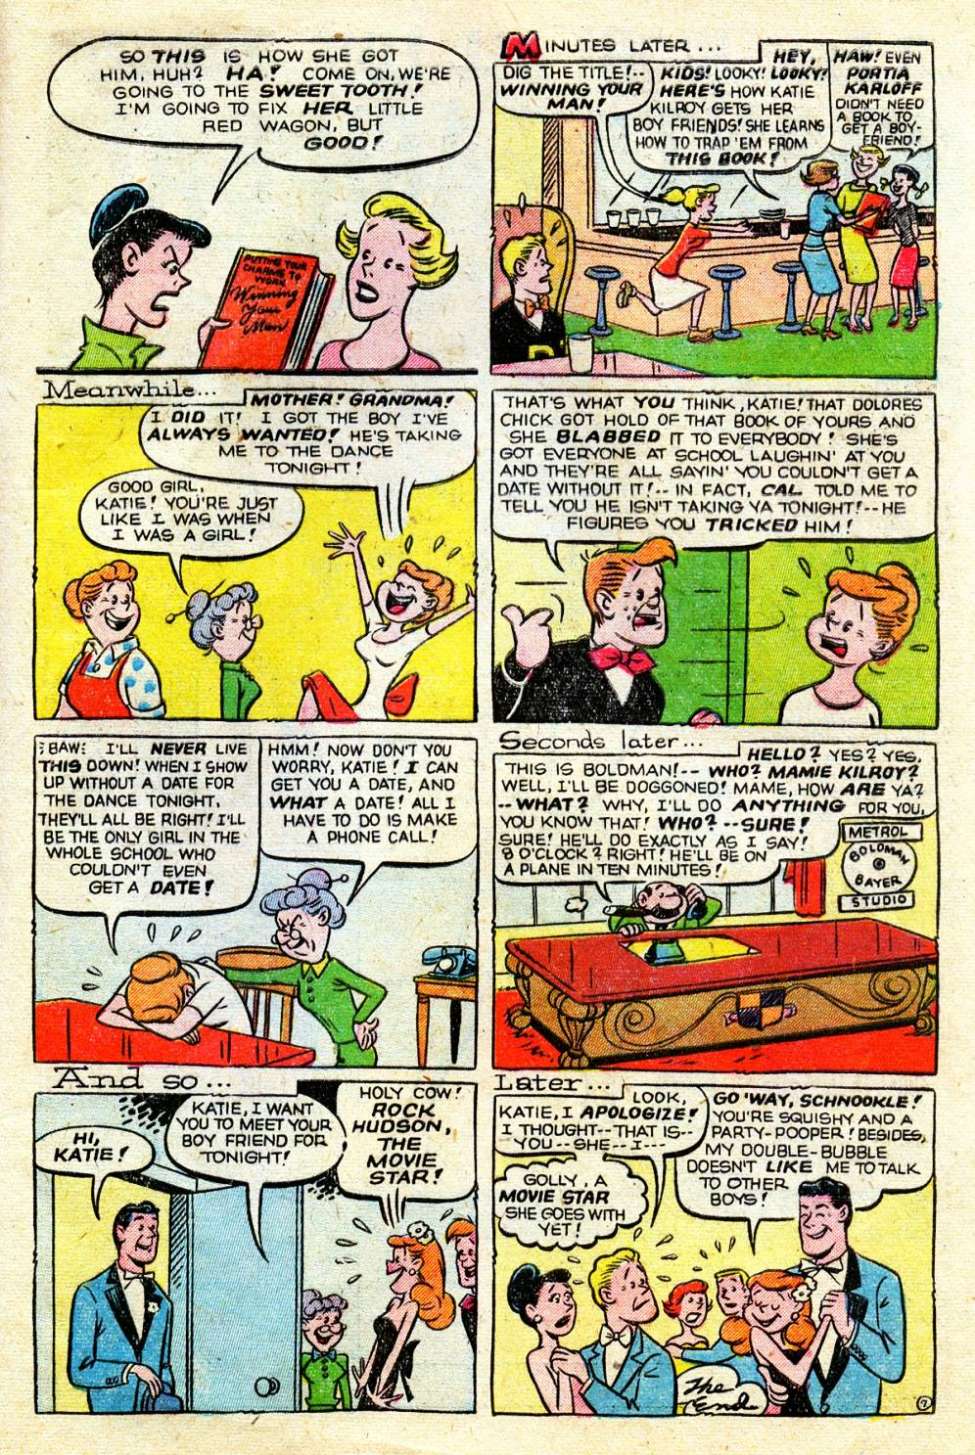 SO THIS IS HOW SHE GOT
HIM, HUH? HA! COME ON, WE'RE
GOING TO THE SWEET TOOTH!
I'M GOING TO FIX HER LITTLE
RED WAGON, BUT
GOOD!
PUTTING YOUR
CHARMS TO
WORK
Winning
Your
Man
MINUTES LATER...
DIG THE TITLE!--
WINNING YOUR
MAN!
HEY,
KIDS! LOOKY! LOOKY!
HERE'S HOW KATIE
KILROY GETS HER
BOY FRIENDS! SHE LEARNS
HOW TO TRAP 'EM FROM
THIS BOOK!
HAW! EVEN
PORTIA
KARLOFF
DIDN'T NEED
A BOOK TO
GET A BOY-
FRIEND!
Meanwhile...
MOTHER! GRANDMA!
I DID IT! I GOT THE BOY I'VE
ALWAYS WANTED! HE'S TAKING
ME TO THE DANCE
TONIGHT!
GOOD GIRL,
KATIE! YOU'RE JUST
LIKE I WAS WHEN
I WAS A GIRL!
THAT'S WHAT YOU THINK, KATIE! THAT DOLORES
CHICK GOT HOLD OF THAT BOOK OF YOURS AND
SHE BLABBED IT TO EVERYBODY! SHE'S
GOT EVERYONE AT SCHOOL LAUGHIN' AT YOU
AND THEY'RE ALL SAYIN' YOU COULDN'T GET A
DATE WITHOUT IT!-- IN FACT, CAL TOLD ME TO
TELL YOU HE ISN'T TAKING YA TONIGHT!--HE
FIGURES YOU TRICKED HIM!
BAW! I'LL NEVER LIVE
THIS DOWN! WHEN I SHOW
UP WITHOUT A DATE FOR
THE DANCE TONIGHT,
THEY'LL ALL BE RIGHT! I'LL
BE THE ONLY GIRL IN THE
WHOLE SCHOOL WHO
COULDN'T EVEN
GET A DATE!
HMM! NOW DON'T YOU
WORRY, KATIE! I CAN
GET YOU A DATE, AND
WHAT A DATE! ALL I
HAVE TO DO IS MAKE
A PHONE CALL!
Seconds later...
HELLO? YES? YES,
THIS IS BOLDMAN!-- WHO? MAMIE KILROY?
WELL, I'LL BE DOGGONED! MAME, HOW ARE YA?
--WHAT? WHY, I'LL DO ANYTHING FOR YOU,
YOU KNOW THAT! WHO?--SURE!
SURE! HE'LL DO EXACTLY AS I SAY!
8 O'CLOCK? RIGHT! HE'LL BE ON
A PLANE IN TEN MINUTES!
METROL
BOLDMAN
BAYER
STUDIO
And so...
HI,
KATIE!
KATIE, I WANT
YOU TO MEET YOUR
BOY FRIEND FOR
TONIGHT!
HOLY COW!
ROCK
HUDSON,
THE
MOVIE
STAR!
Later...
LOOK,
KATIE, I APOLOGIZE!
I THOUGHT--THAT IS--
YOU--SHE--I---
GOLLY, A
MOVIE STAR
SHE GOES WITH
YET!
GO 'WAY, SCHNOOKLE!
YOU'RE SQUISHY AND A
PARTY-POOPER! BESIDES,
MY DOUBLE-BUBBLE
DOESN'T LIKE ME TO TALK
TO OTHER
BOYS!
The
End
7